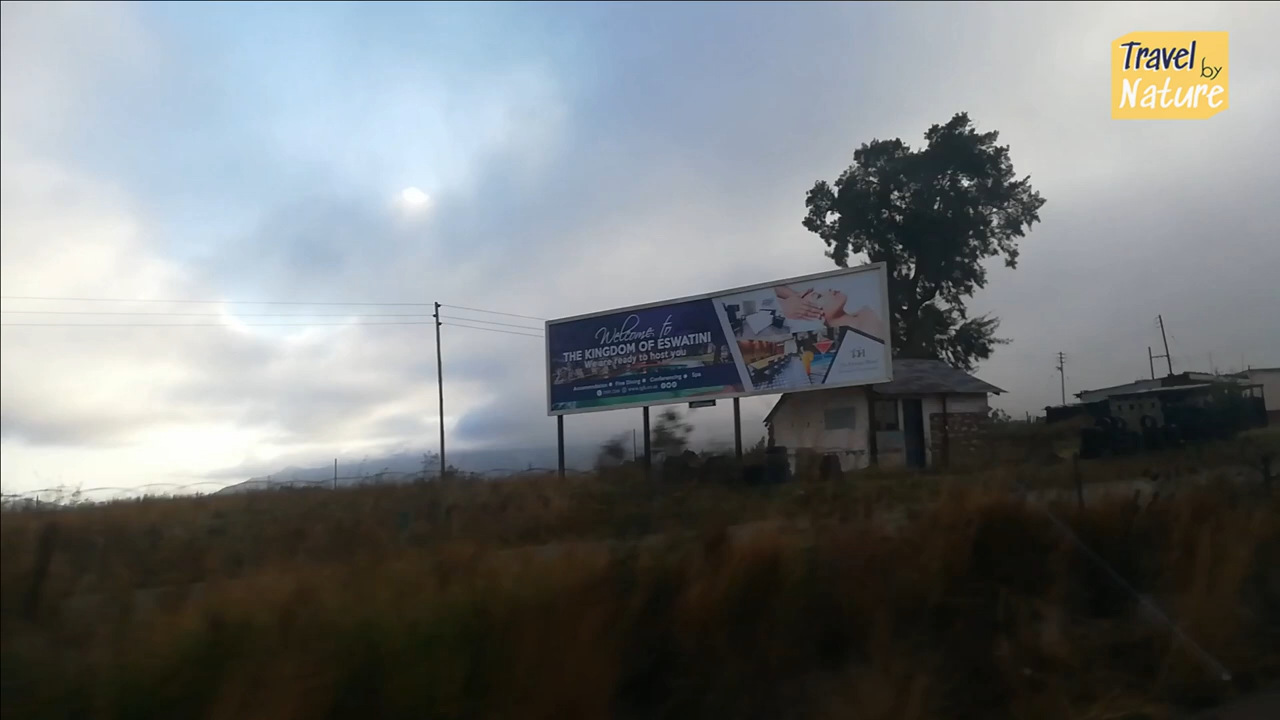 Travel
by
Nature
Welcome to
THE KINGDOM OF ESWATINI
We are ready to host you
Accommodation Fine Dining Conferencing Spa